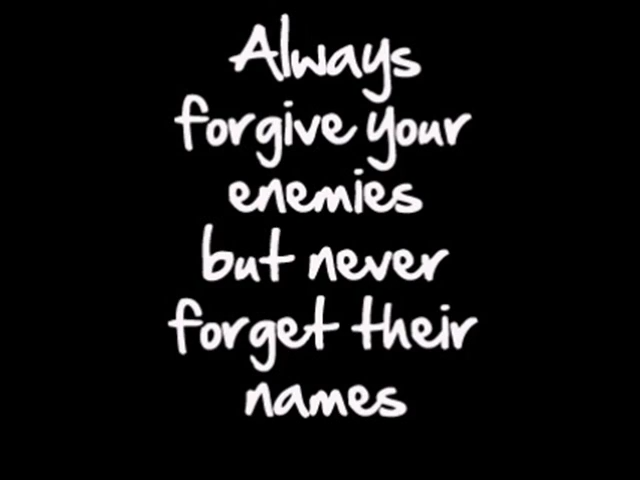 Always
forgive your
enemies
but never
forget their
names